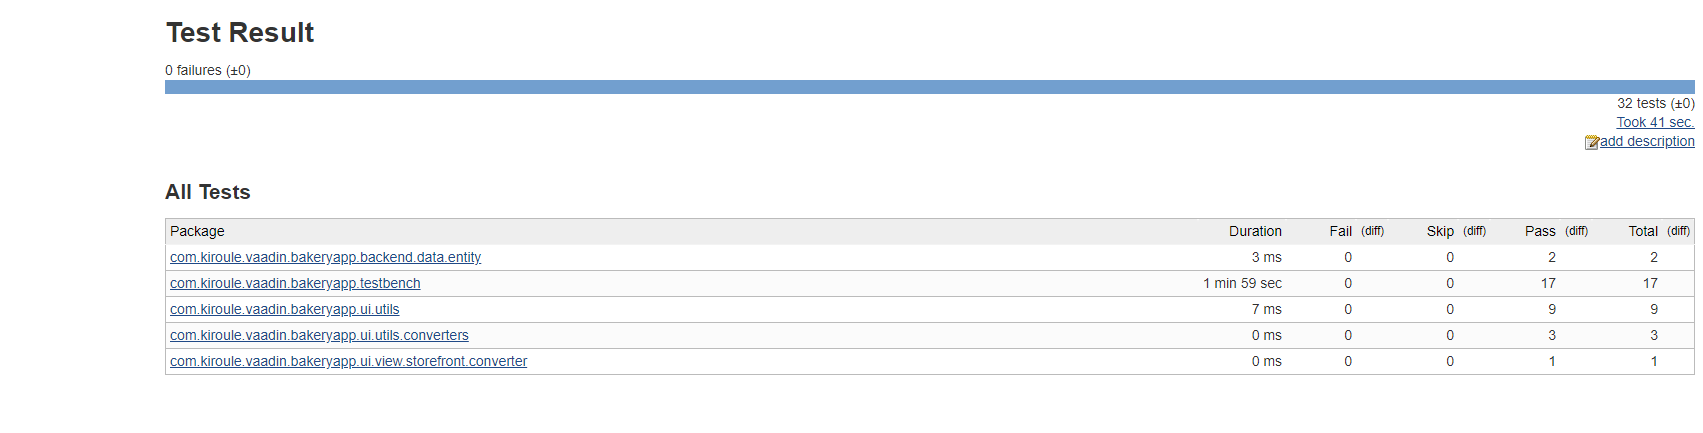 Test Result
0 failures (±0)
32 tests (±0)
Took 41 sec.
add description
All Tests
Package Duration Fail (diff) Skip (diff) Pass (diff) Total (diff)
com.kiroule.vaadin.bakeryapp.backend.data.entity 3 ms 0 0 2 2
com.kiroule.vaadin.bakeryapp.testbench 1 min 59 sec 0 0 17 17
com.kiroule.vaadin.bakeryapp.ui.utils 7 ms 0 0 9 9
com.kiroule.vaadin.bakeryapp.ui.utils.converters 0 ms 0 0 3 3
com.kiroule.vaadin.bakeryapp.ui.view.storefront.converter 0 ms 0 0 1 1